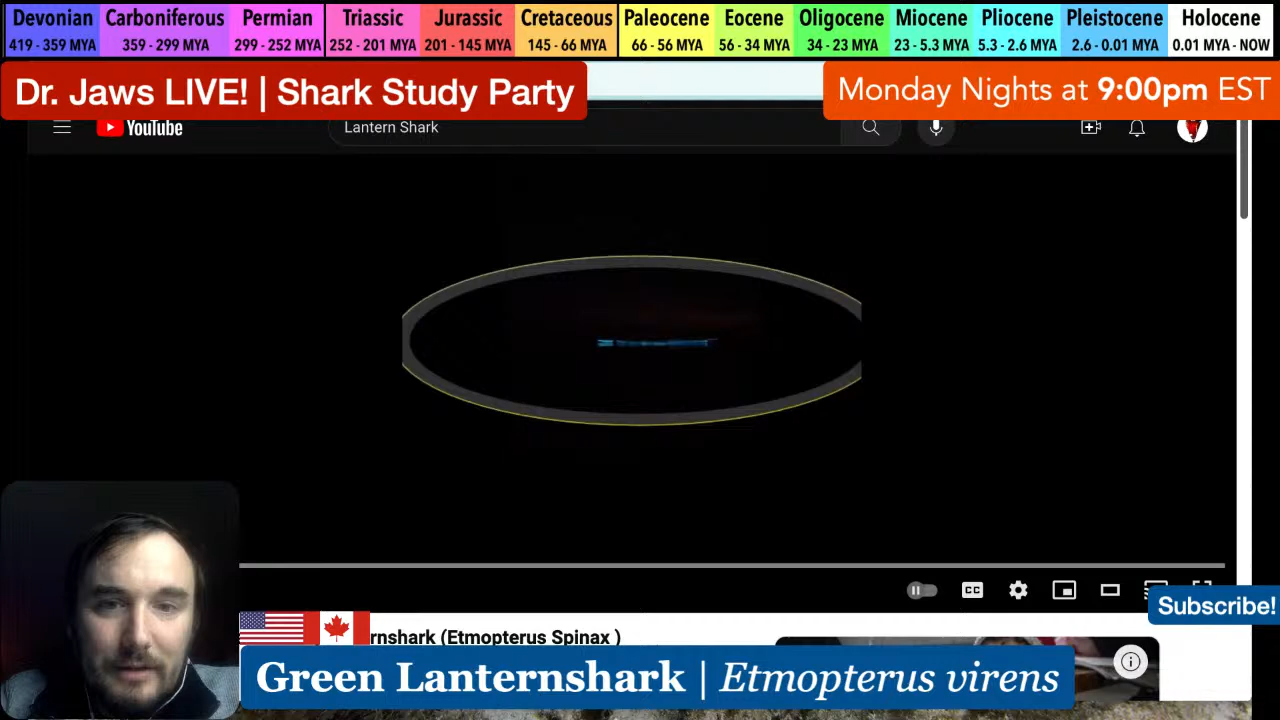 Devonian Carboniferous Permian Triassic Jurassic Cretaceous Paleocene Eocene Oligocene Miocene Pliocene Pleistocene Holocene
419 - 359 MYA 359 - 299 MYA 299 - 252 MYA 252 - 201 MYA 201 - 145 MYA 145 - 66 MYA 66 - 56 MYA 56 - 34 MYA 34 - 23 MYA 23 - 5.3 MYA 5.3 - 2.6 MYA 2.6 - 0.01 MYA 0.01 MYA - NOW
Dr. Jaws LIVE! | Shark Study Party
Monday Nights at 9:00pm EST
YouTube
Lantern Shark
CC
Subscribe!
rnshark (Etmopterus Spinax )
Green Lanternshark | Etmopterus virens